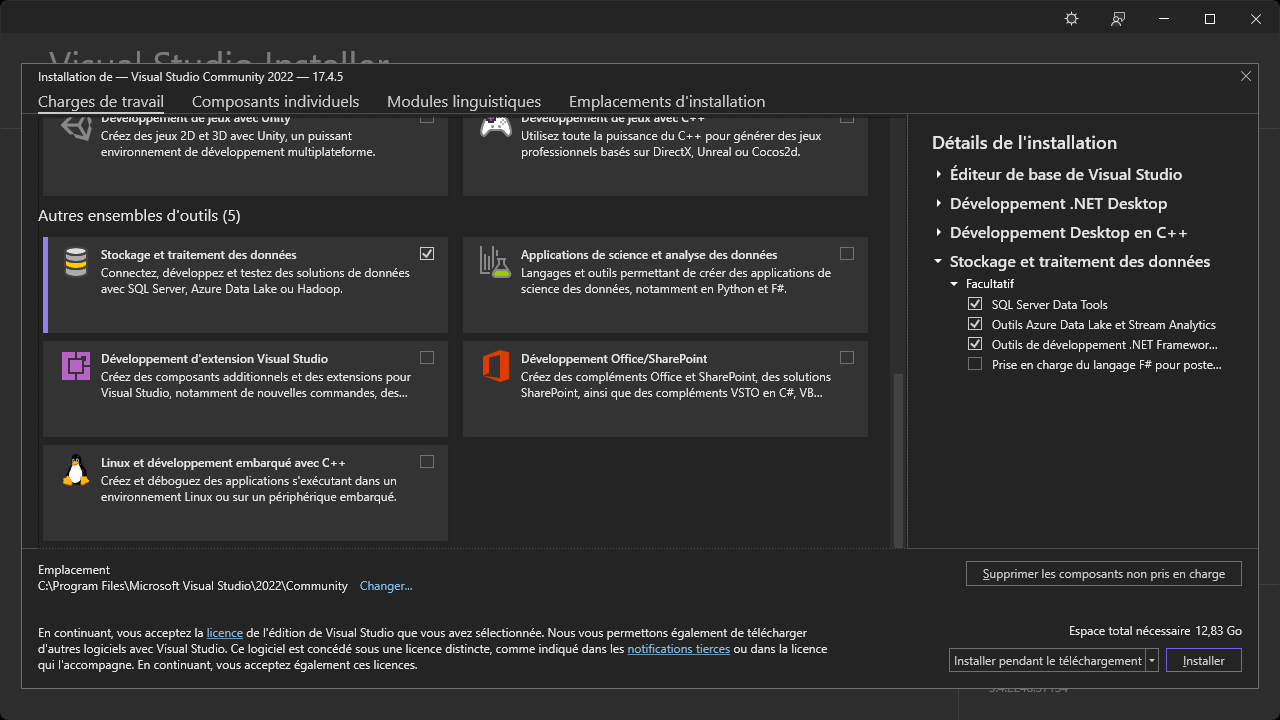 Visual Studio Installer
Installation de — Visual Studio Community 2022 — 17.4.5
Charges de travail
Composants individuels
Modules linguistiques
Emplacements d'installation
Développement de jeux avec Unity
Créez des jeux 2D et 3D avec Unity, un puissant
environnement de développement multiplateforme.
Développement de jeux avec C++
Utilisez toute la puissance du C++ pour générer des jeux
professionnels basés sur DirectX, Unreal ou Cocos2d.
Autres ensembles d'outils (5)
Stockage et traitement des données
Connectez, développez et testez des solutions de données
avec SQL Server, Azure Data Lake ou Hadoop.
Applications de science et analyse des données
Langages et outils permettant de créer des applications de
science des données, notamment en Python et F#.
Développement d'extension Visual Studio
Créez des composants additionnels et des extensions pour
Visual Studio, notamment de nouvelles commandes, des...
Développement Office/SharePoint
Créez des compléments Office et SharePoint, des solutions
SharePoint, ainsi que des compléments VSTO en C#, VB...
Linux et développement embarqué avec C++
Créez et déboguez des applications s'exécutant dans un
environnement Linux ou sur un périphérique embarqué.
Détails de l'installation
Éditeur de base de Visual Studio
Développement .NET Desktop
Développement Desktop en C++
Stockage et traitement des données
Facultatif
SQL Server Data Tools
Outils Azure Data Lake et Stream Analytics
Outils de développement .NET Framewor...
Prise en charge du langage F# pour poste...
Emplacement
C:\Program Files\Microsoft Visual Studio\2022\Community
Changer...
Supprimer les composants non pris en charge
En continuant, vous acceptez la licence de l'édition de Visual Studio que vous avez sélectionnée. Nous vous permettons également de télécharger
d'autres logiciels avec Visual Studio. Ce logiciel est concédé sous une licence distincte, comme indiqué dans les notifications tierces ou dans la licence
qui l'accompagne. En continuant, vous acceptez également ces licences.
Espace total nécessaire 12,83 Go
Installer pendant le téléchargement
Installer